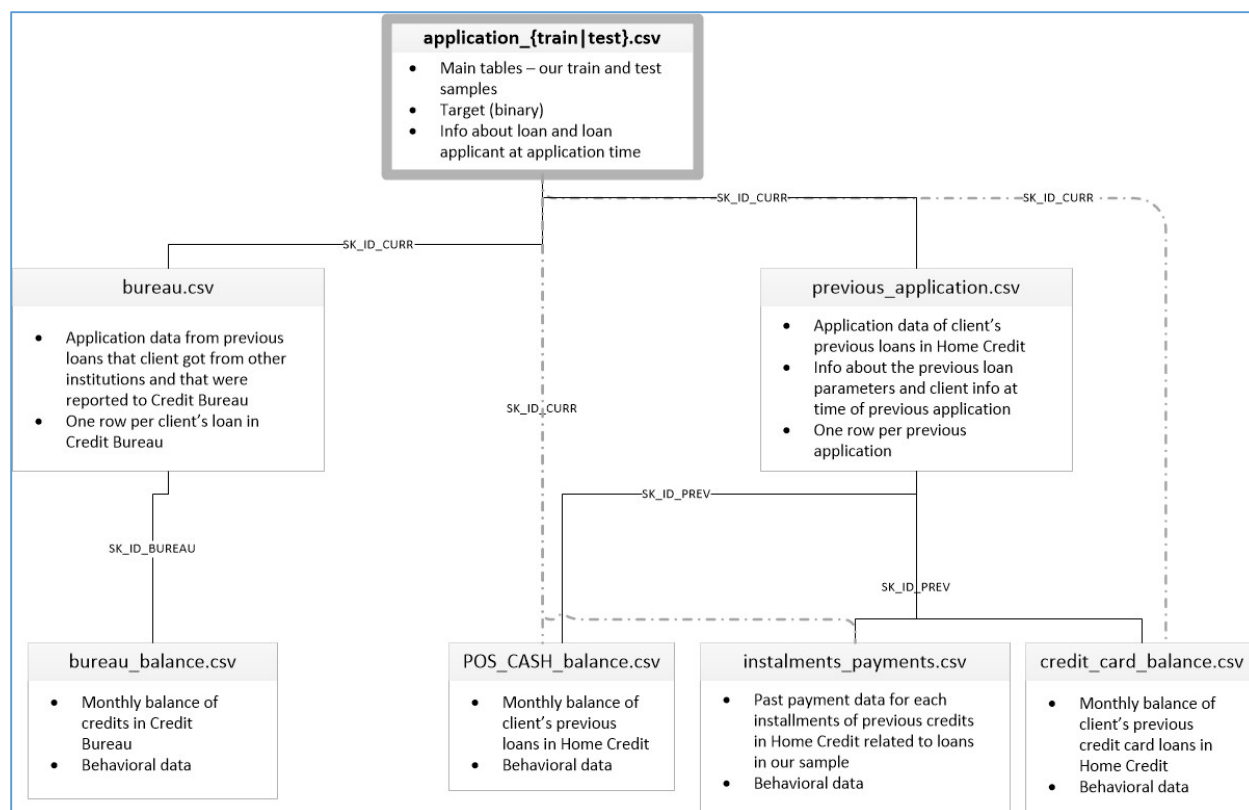 application_{train|test}.csv
• Main tables – our train and test
samples
• Target (binary)
• Info about loan and loan
applicant at application time
SK_ID_CURR
SK_ID_CURR
SK_ID_CURR
bureau.csv
• Application data from previous
loans that client got from other
institutions and that were
reported to Credit Bureau
• One row per client's loan in
Credit Bureau
previous_application.csv
• Application data of client's
previous loans in Home Credit
• Info about the previous loan
parameters and client info at
time of previous application
• One row per previous
application
SK_ID_CURR
SK_ID_PREV
SK_ID_BUREAU
SK_ID_PREV
bureau_balance.csv
• Monthly balance of
credits in Credit
Bureau
• Behavioral data
POS_CASH_balance.csv
• Monthly balance of
client's previous
loans in Home Credit
• Behavioral data
instalments_payments.csv
• Past payment data for each
installments of previous credits
in Home Credit related to loans
in our sample
• Behavioral data
credit_card_balance.csv
• Monthly balance of
client's previous
credit card loans in
Home Credit
• Behavioral data